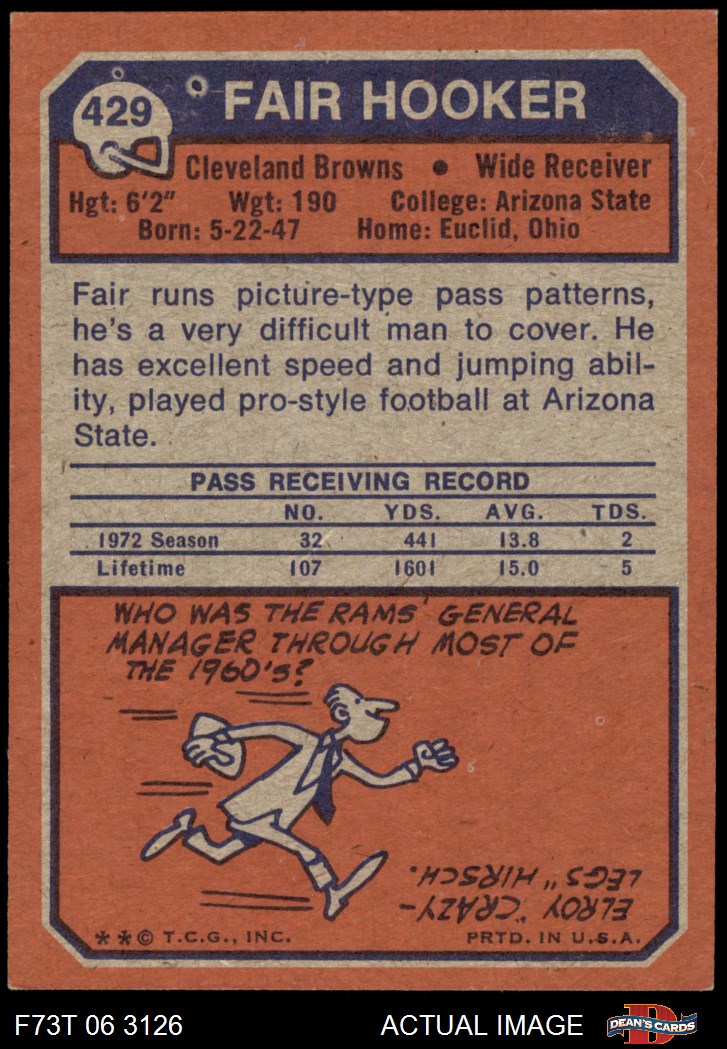 429
FAIR HOOKER
Cleveland Browns • Wide Receiver
Hgt: 6'2" Wgt: 190 College: Arizona State
Born: 5-22-47 Home: Euclid, Ohio
Fair runs picture-type pass patterns,
he's a very difficult man to cover. He
has excellent speed and jumping abil-
ity, played pro-style football at Arizona
State.
PASS RECEIVING RECORD
NO. YDS. AVG. TDS.
1972 Season 32 441 13.8 2
Lifetime 107 1601 15.0 5
WHO WAS THE RAMS' GENERAL
MANAGER THROUGH MOST OF
THE 1960's?
ELROY "CRAZY-
LEGS" HIRSCH.
**© T.C.G., INC. PRTD. IN U.S.A.
F73T 06 3126 ACTUAL IMAGE
D
DEAN'S CARDS